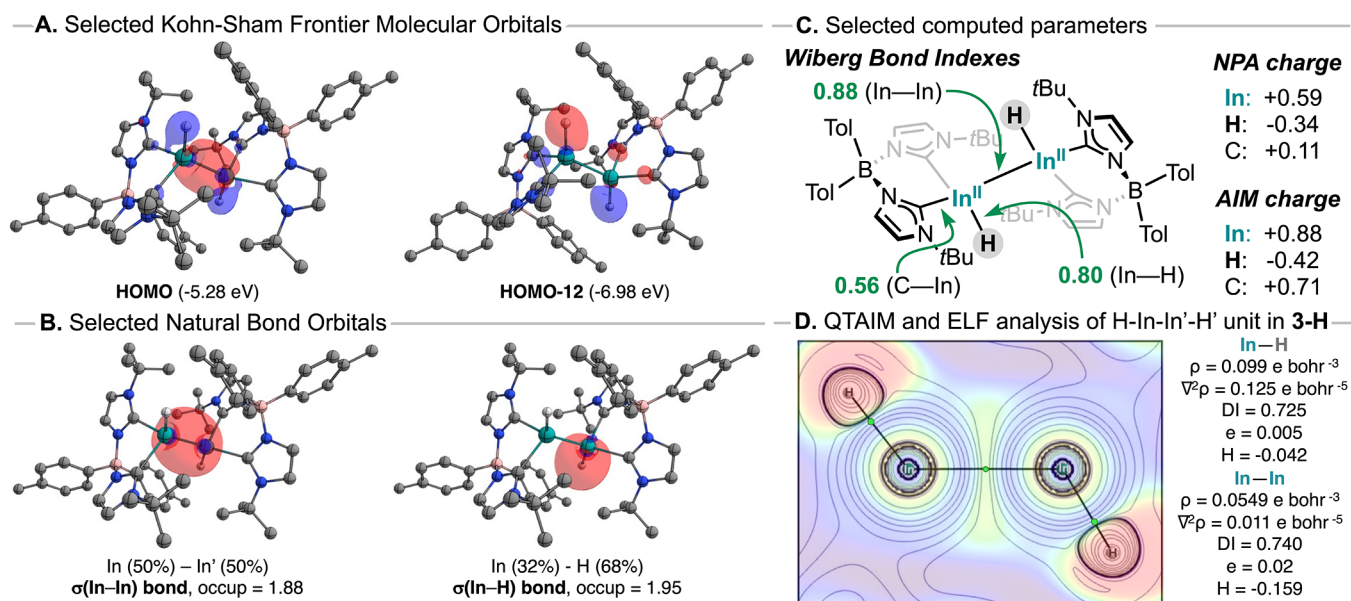 A. Selected Kohn-Sham Frontier Molecular Orbitals
HOMO (-5.28 eV)
HOMO-12 (-6.98 eV)
B. Selected Natural Bond Orbitals
In (50%) – In' (50%)
σ(In–In) bond, occup = 1.88
In (32%) - H (68%)
σ(In–H) bond, occup = 1.95
C. Selected computed parameters
Wiberg Bond Indexes
0.88 (In—In)
H
tBu
N
Tol
N
N
tBu
InII
N
B
Tol
B
Tol
InII
N
tBu
N
N
Tol
N
H
tBu
0.56 (C—In)
0.80 (In—H)
NPA charge
In: +0.59
H: -0.34
C: +0.11
AIM charge
In: +0.88
H: -0.42
C: +0.71
D. QTAIM and ELF analysis of H-In-In'-H' unit in 3-H
H
In
In
H
In—H
ρ = 0.099 e bohr -3
∇²ρ = 0.125 e bohr -5
DI = 0.725
e = 0.005
H = -0.042
In—In
ρ = 0.0549 e bohr -3
∇²ρ = 0.011 e bohr -5
DI = 0.740
e = 0.02
H = -0.159